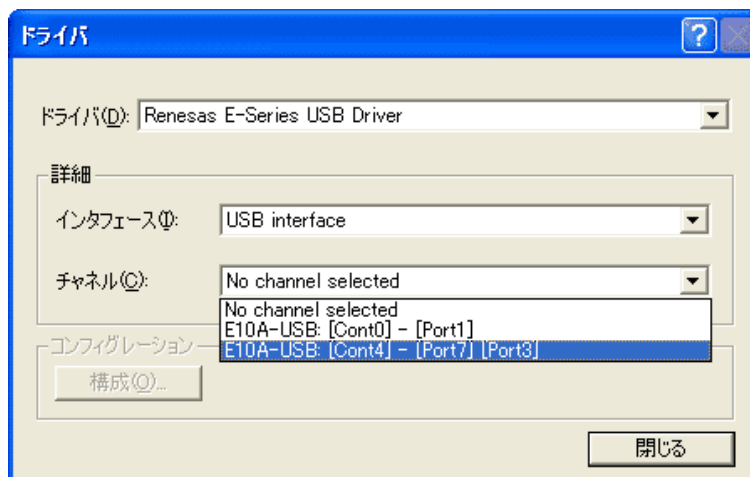 ドライバ
ドライバ(D): Renesas E-Series USB Driver
詳細
インタフェース(I): USB interface
チャネル(C): No channel selected
No channel selected
E10A-USB: [Cont0] - [Port1]
E10A-USB: [Cont4] - [Port7] [Port3]
コンフィグレーション
構成(O)...
閉じる